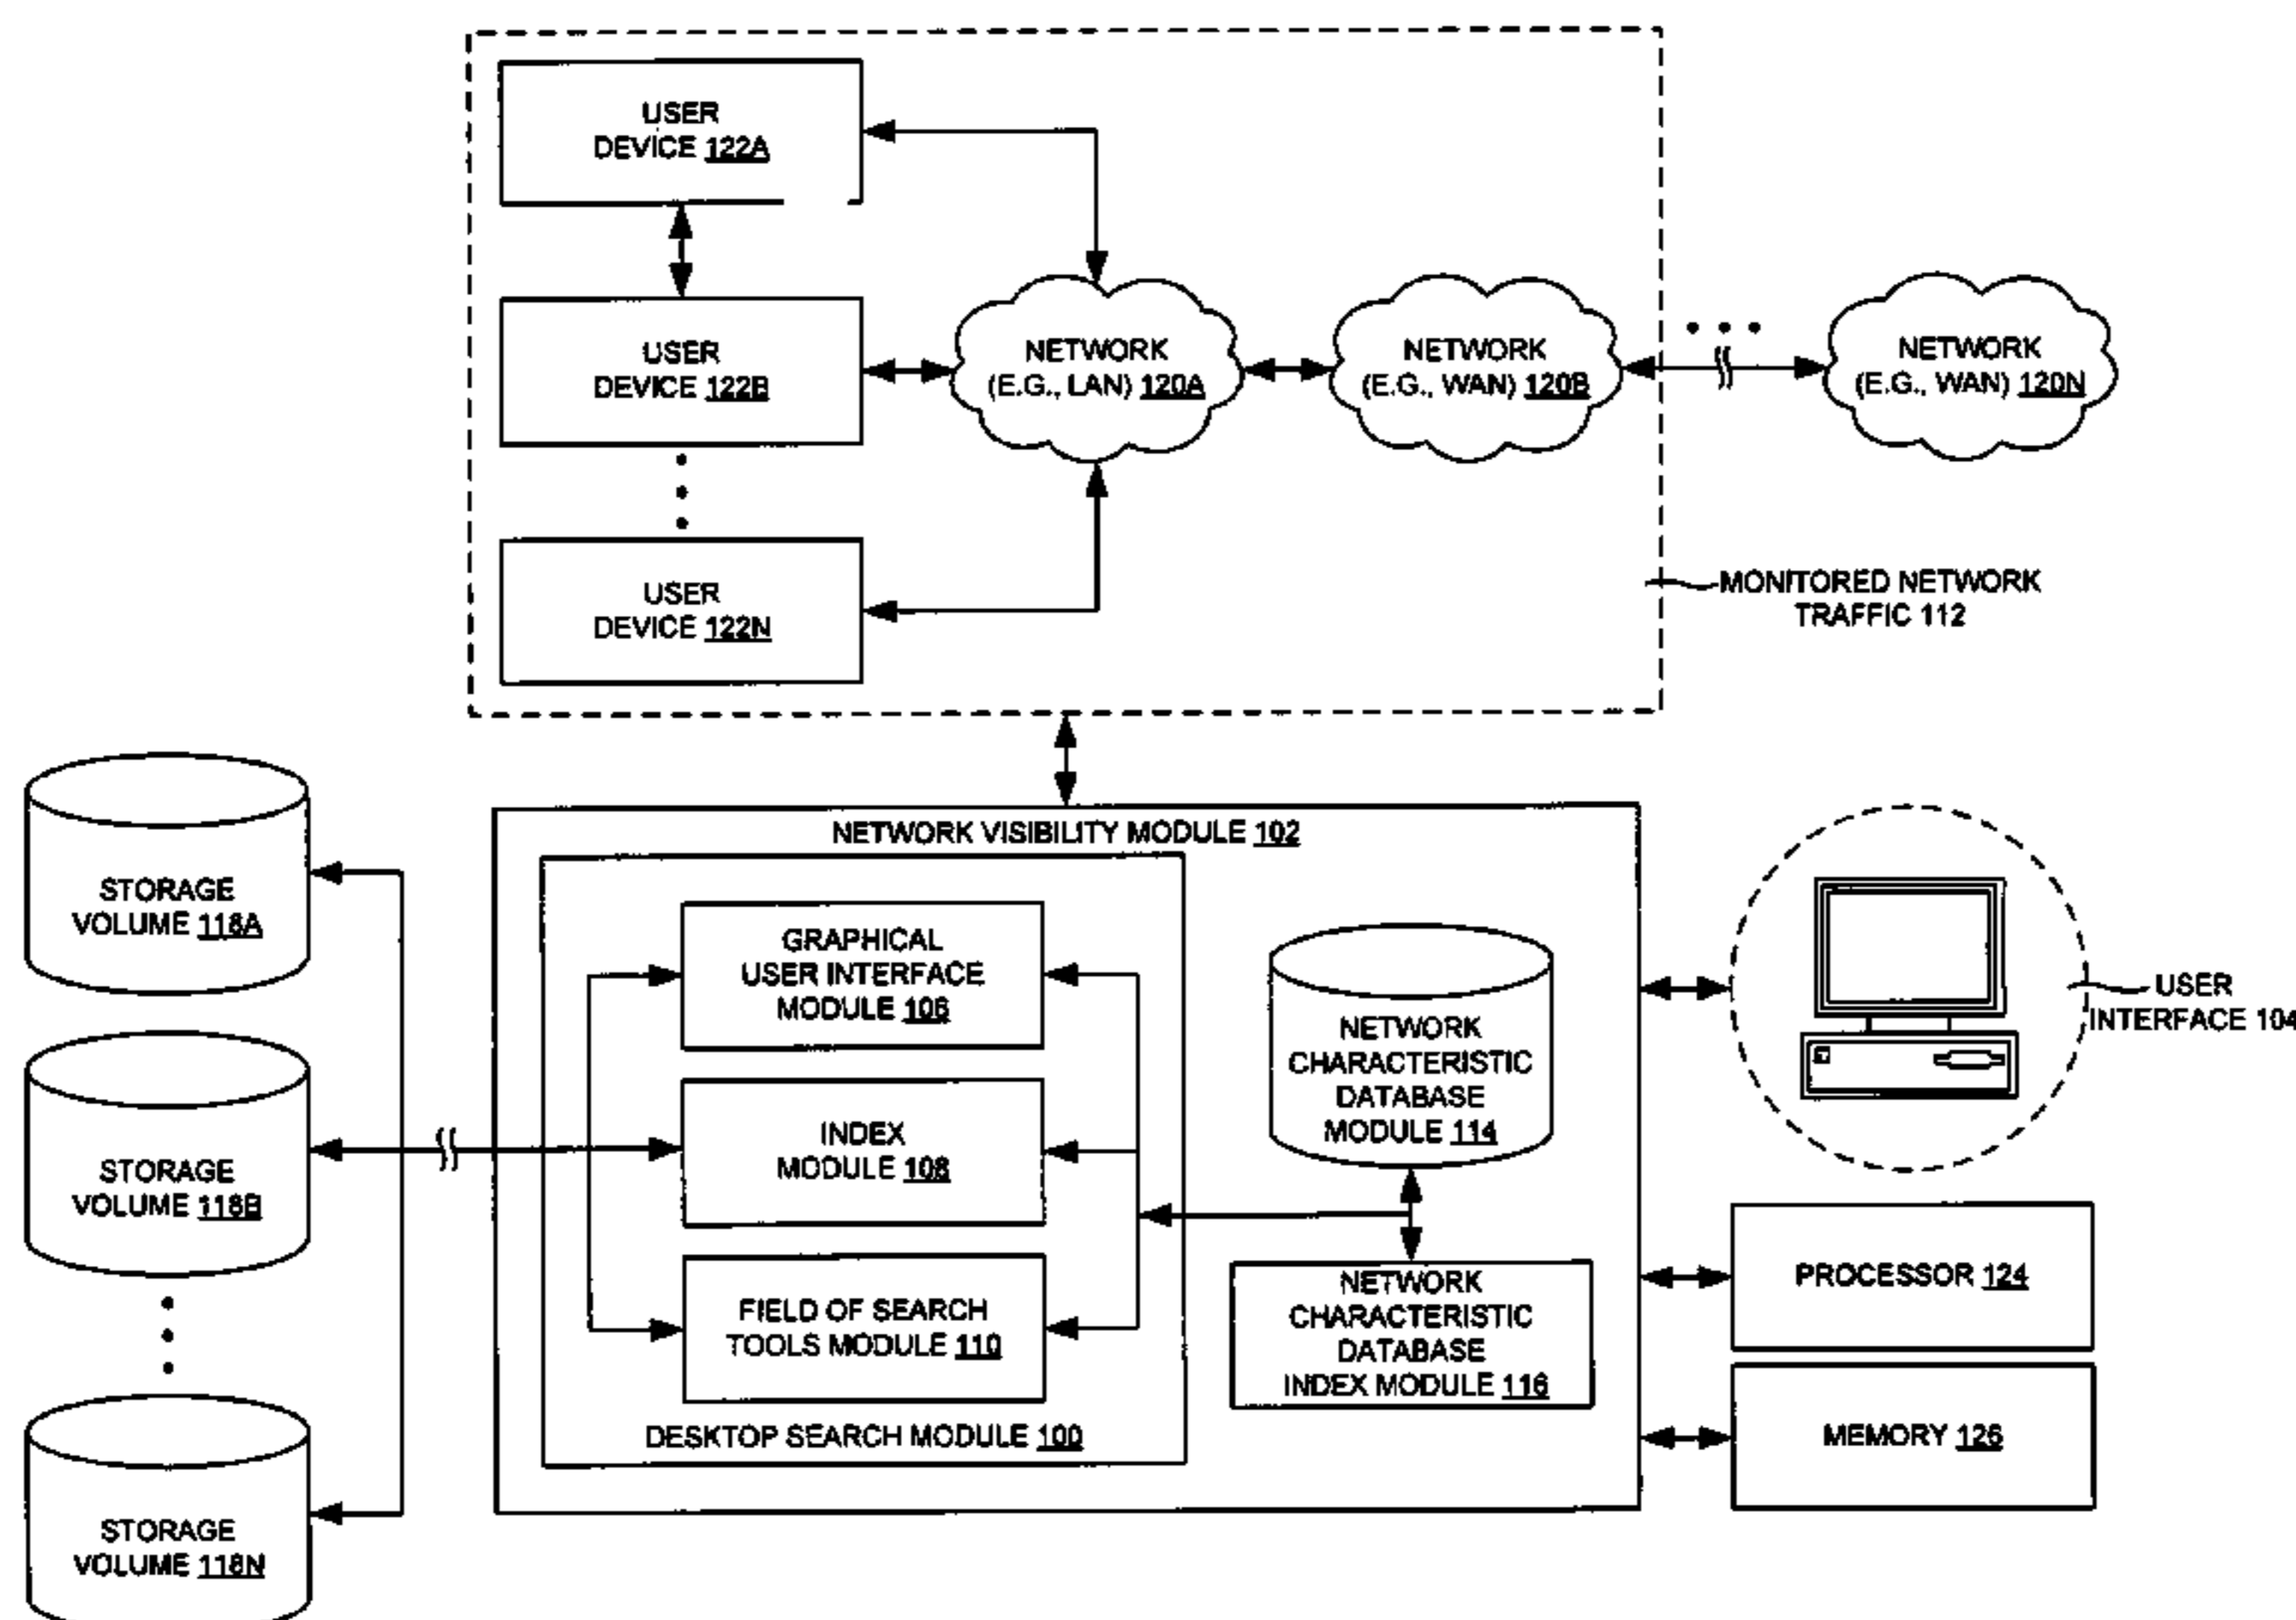 USER
DEVICE 122A
USER
DEVICE 122B
USER
DEVICE 122N
NETWORK
(E.G., LAN) 120A
NETWORK
(E.G., WAN) 120B
NETWORK
(E.G., WAN) 120N
MONITORED NETWORK
TRAFFIC 112
STORAGE
VOLUME 118A
STORAGE
VOLUME 118B
STORAGE
VOLUME 118N
NETWORK VISIBILITY MODULE 102
GRAPHICAL
USER INTERFACE
MODULE 106
INDEX
MODULE 108
FIELD OF SEARCH
TOOLS MODULE 110
DESKTOP SEARCH MODULE 100
NETWORK
CHARACTERISTIC
DATABASE
MODULE 114
NETWORK
CHARACTERISTIC
DATABASE
INDEX MODULE 116
USER
INTERFACE 104
PROCESSOR 124
MEMORY 126